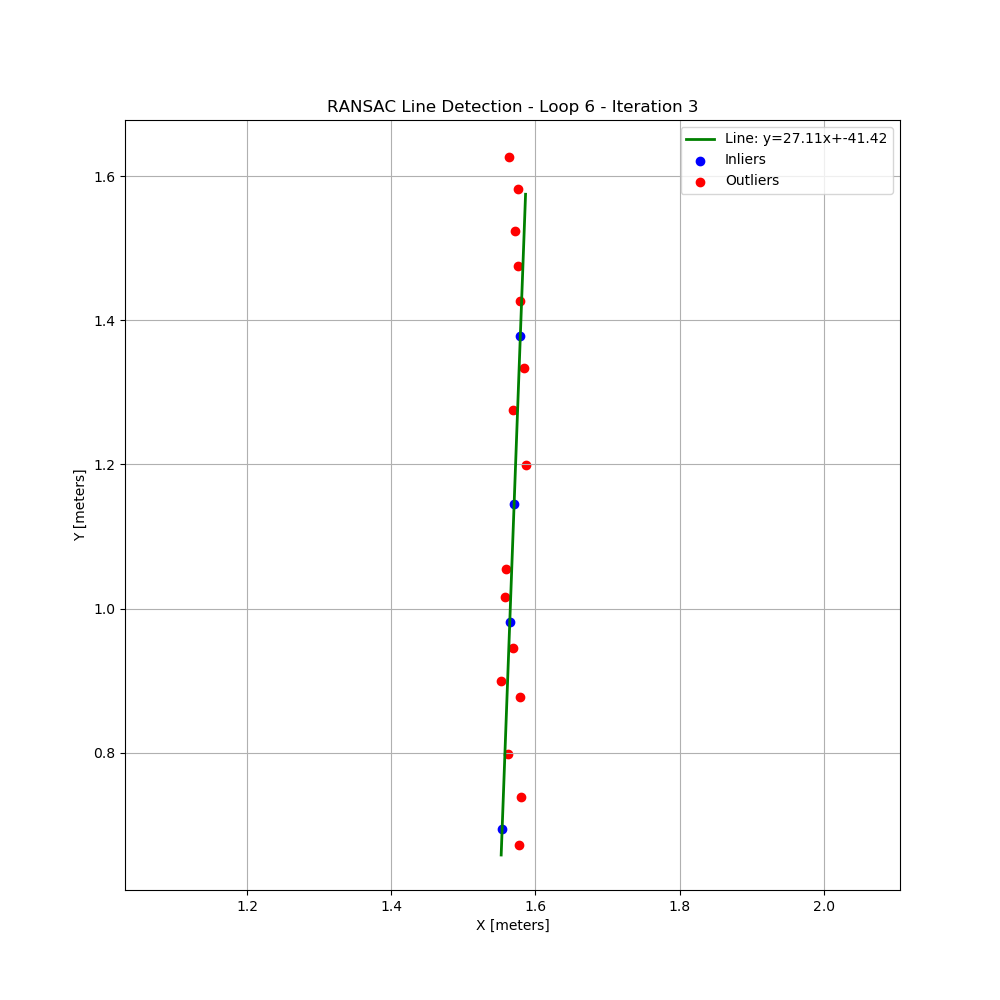 RANSAC Line Detection - Loop 6 - Iteration 3
Line: y=27.11x+-41.42
Inliers
Outliers
1.6
1.4
1.2
1.0
0.8
Y [meters]
1.2 1.4 1.6 1.8 2.0
X [meters]